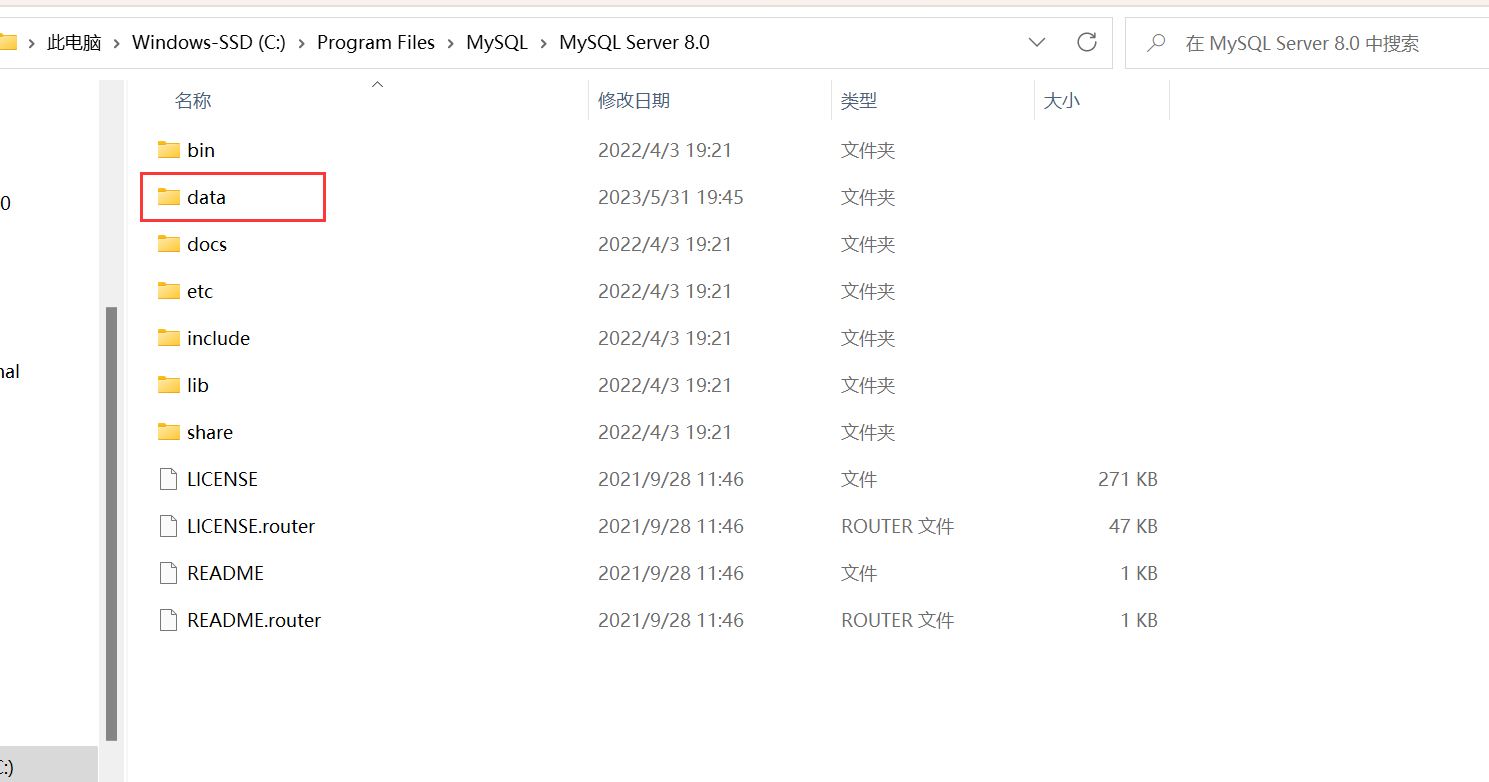 此电脑 > Windows-SSD (C:) > Program Files > MySQL > MySQL Server 8.0
在 MySQL Server 8.0 中搜索
名称 修改日期 类型 大小
bin 2022/4/3 19:21 文件夹
data 2023/5/31 19:45 文件夹
0
docs 2022/4/3 19:21 文件夹
etc 2022/4/3 19:21 文件夹
include 2022/4/3 19:21 文件夹
nal
lib 2022/4/3 19:21 文件夹
share 2022/4/3 19:21 文件夹
LICENSE 2021/9/28 11:46 文件 271 KB
LICENSE.router 2021/9/28 11:46 ROUTER 文件 47 KB
README 2021/9/28 11:46 文件 1 KB
README.router 2021/9/28 11:46 ROUTER 文件 1 KB
C:)